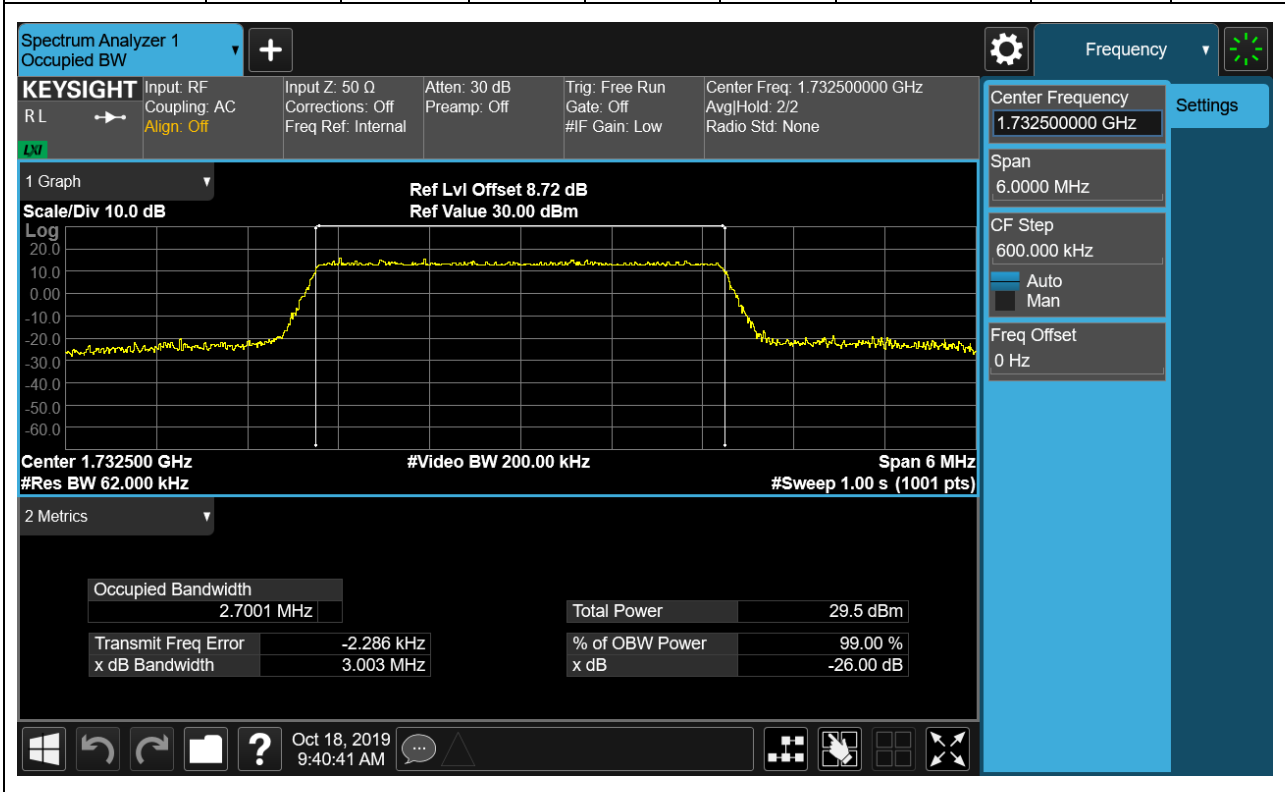 Spectrum Analyzer 1
Occupied BW
Frequency
KEYSIGHT
RL
LXI
Input: RF
Coupling: AC
Align: Off
Input Z: 50 Ω
Corrections: Off
Freq Ref: Internal
Atten: 30 dB
Preamp: Off
Trig: Free Run
Gate: Off
#IF Gain: Low
Center Freq: 1.732500000 GHz
Avg|Hold: 2/2
Radio Std: None
Center Frequency
1.732500000 GHz
Settings
Span
6.0000 MHz
CF Step
600.000 kHz
Auto
Man
Freq Offset
0 Hz
1 Graph
Ref Lvl Offset 8.72 dB
Scale/Div 10.0 dB
Ref Value 30.00 dBm
Log
20.0
10.0
0.00
-10.0
-20.0
-30.0
-40.0
-50.0
-60.0
Center 1.732500 GHz
#Video BW 200.00 kHz
Span 6 MHz
#Res BW 62.000 kHz
#Sweep 1.00 s (1001 pts)
2 Metrics
Occupied Bandwidth
2.7001 MHz
Total Power 29.5 dBm
Transmit Freq Error -2.286 kHz
% of OBW Power 99.00 %
x dB Bandwidth 3.003 MHz
x dB -26.00 dB
?
Oct 18, 2019
9:40:41 AM